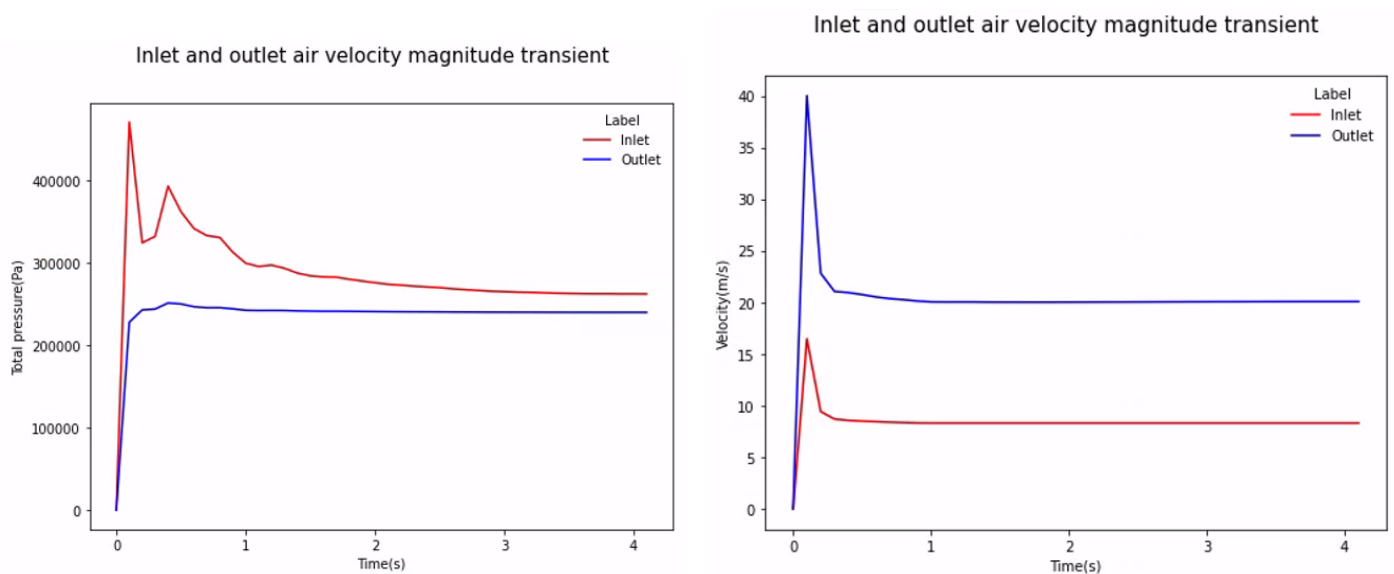 Inlet and outlet air velocity magnitude transient
Label
Inlet
Outlet
400000
300000
200000
100000
0
Total pressure(Pa)
0 1 2 3 4
Time(s)
Inlet and outlet air velocity magnitude transient
Label
Inlet
Outlet
40
35
30
25
20
15
10
5
0
Velocity(m/s)
0 1 2 3 4
Time(s)